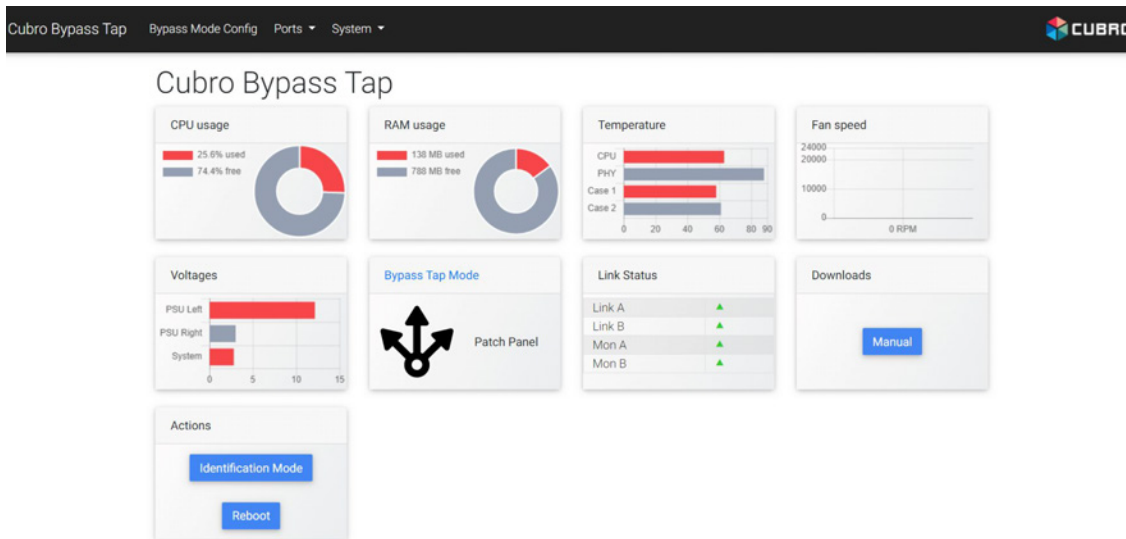 Cubro Bypass Tap Bypass Mode Config Ports System CUBRO
Cubro Bypass Tap
CPU usage
25.6% used
74.4% free
RAM usage
138 MB used
788 MB free
Temperature
CPU
PHY
Case 1
Case 2
0 20 40 60 80 90
Fan speed
24000
20000
10000
0
0 RPM
Voltages
PSU Left
PSU Right
System
0 5 10 15
Bypass Tap Mode
Patch Panel
Link Status
Link A
Link B
Mon A
Mon B
Downloads
Manual
Actions
Identification Mode
Reboot